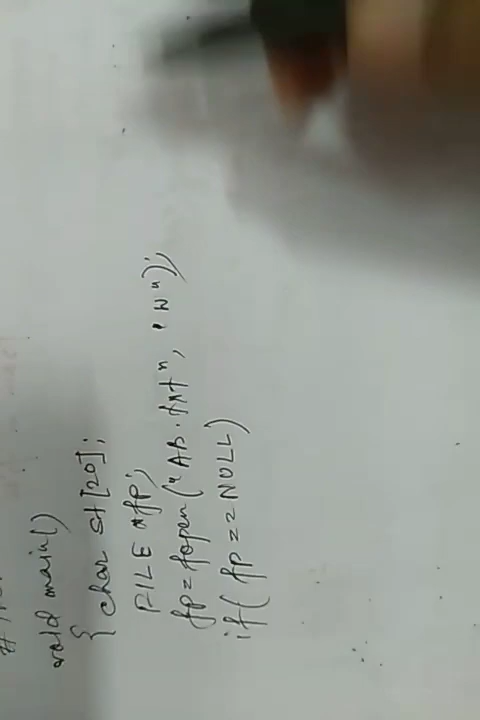 void main()
{ char st[20];
FILE *fp;
fp=fopen("AB.txt", "w");
if( fp==NULL)